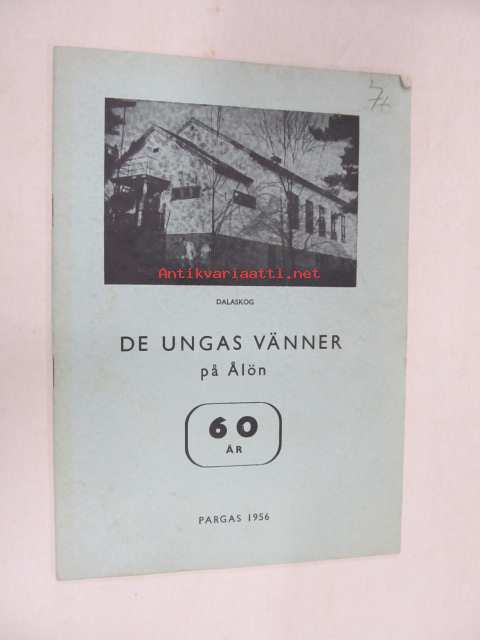 Antikvariaatti.net
DALASKOG
DE UNGAS VÄNNER
på Ålön
60
ÅR
PARGAS 1956